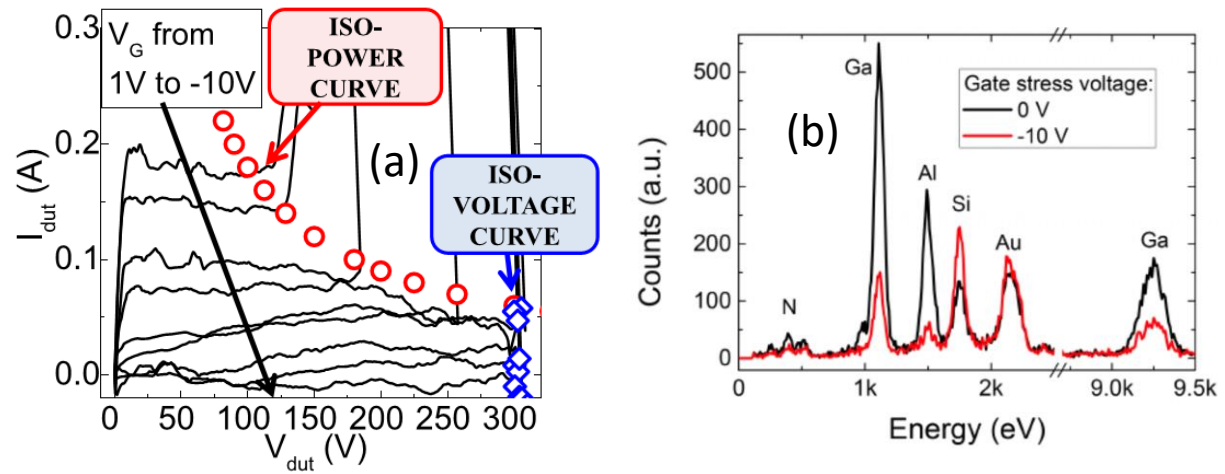 0.3
0.2
0.1
0.0
I_dut (A)
V_G from
1V to -10V
ISO-
POWER
CURVE
(a)
ISO-
VOLTAGE
CURVE
0 50 100 150 200 250 300
V_dut (V)
500
400
300
200
100
0
Counts (a.u.)
Ga
(b)
Gate stress voltage:
0 V
-10 V
Al
Si
Au
Ga
N
0 1k 2k 9.0k 9.5k
Energy (eV)